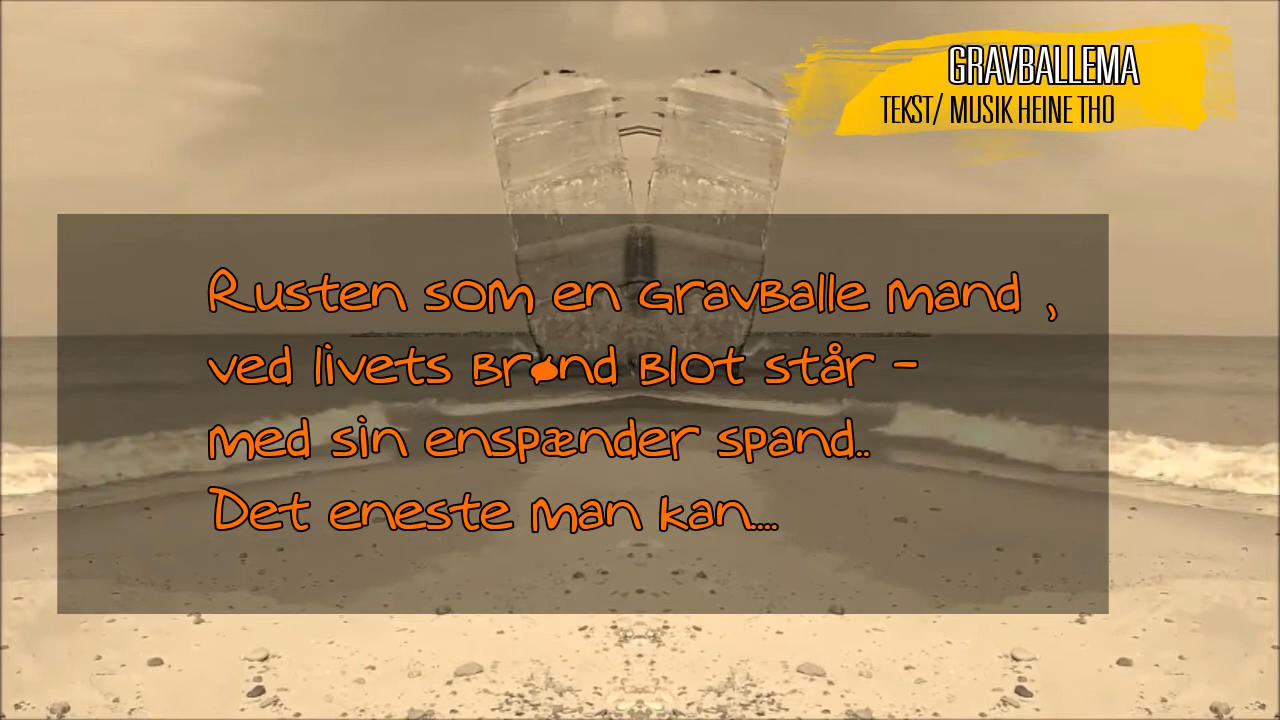 GRAVBALLEMA
TEKST/ MUSIK HEINE THO
Rusten som en Gravballe mand ,
ved livets Brønd Blot står -
med sin enspænder spand..
Det eneste man kan....